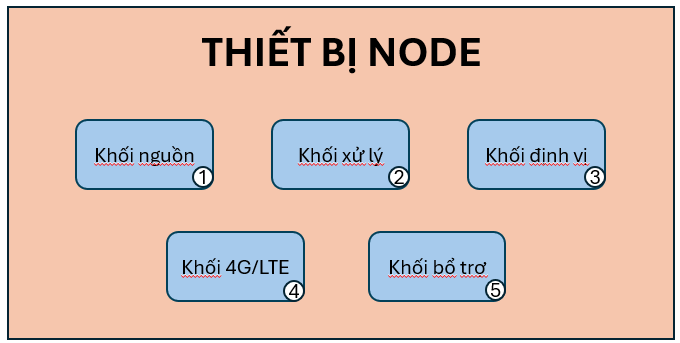 THIẾT BỊ NODE
Khối nguồn
1
Khối xử lý
2
Khối định vị
3
Khối 4G/LTE
4
Khối bổ trợ
5